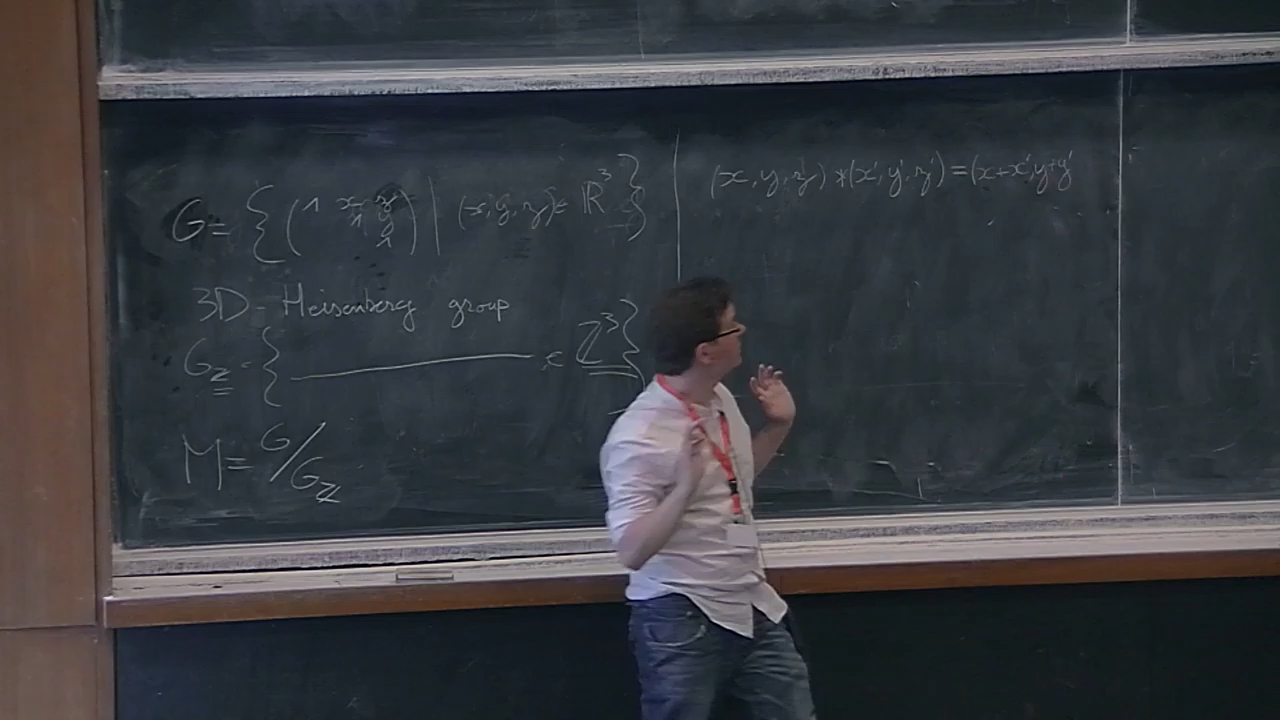 G = { ( 1 x z 1 y 1 ) | (x, y, z) ∈ ℝ³ }
3D - Heisenberg group
G_ℤ = { ———— ∈ ℤ³ }
M = G / G_ℤ
(x, y, z) * (x', y', z') = (x + x', y + y'